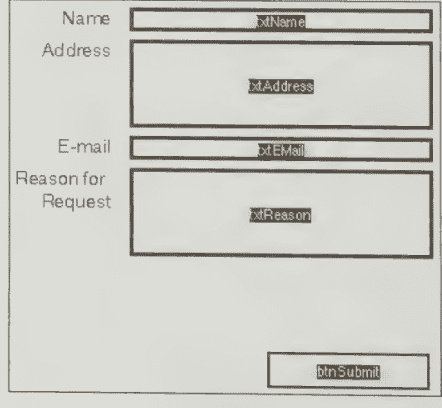 Name txtName
Address
txtAddress
E-mail txtEMail
Reason for
Request
txtReason
btnSubmit